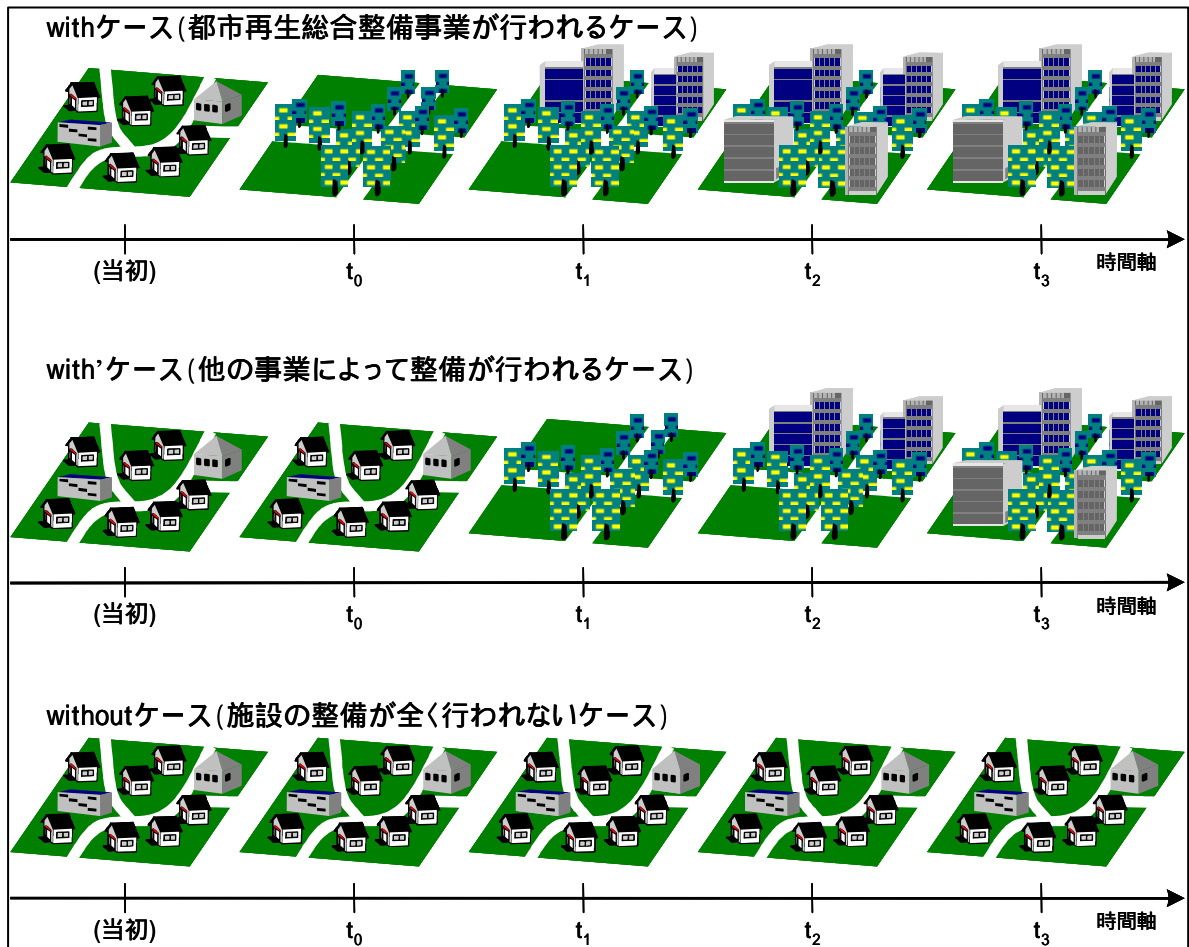 withケース(都市再生総合整備事業が行われるケース)
(当初) t₀ t₁ t₂ t₃ 時間軸
with’ケース(他の事業によって整備が行われるケース)
(当初) t₀ t₁ t₂ t₃ 時間軸
withoutケース(施設の整備が全く行われないケース)
(当初) t₀ t₁ t₂ t₃ 時間軸